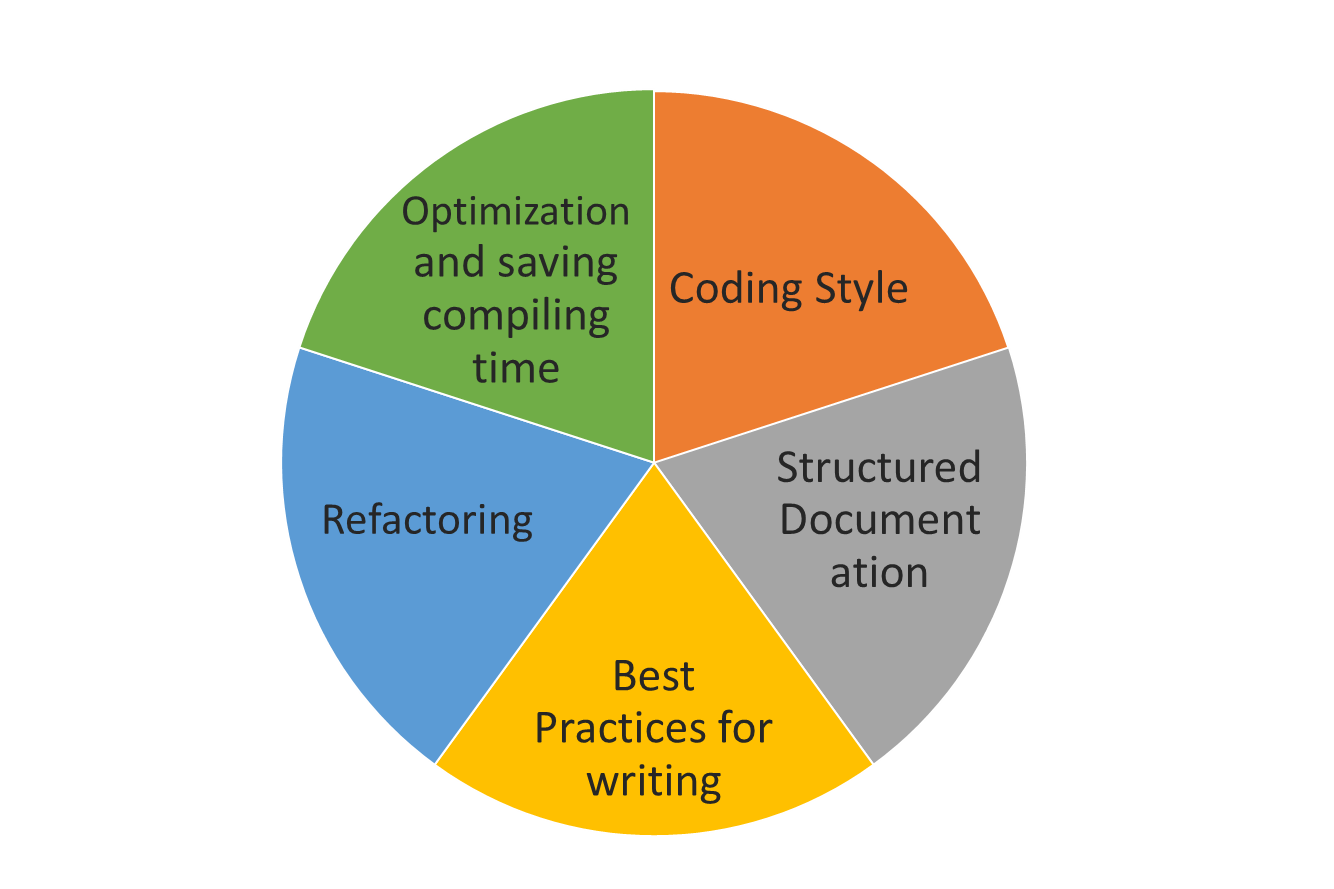 Optimization
and saving
compiling
time
Coding Style
Structured
Document
ation
Best
Practices for
writing
Refactoring